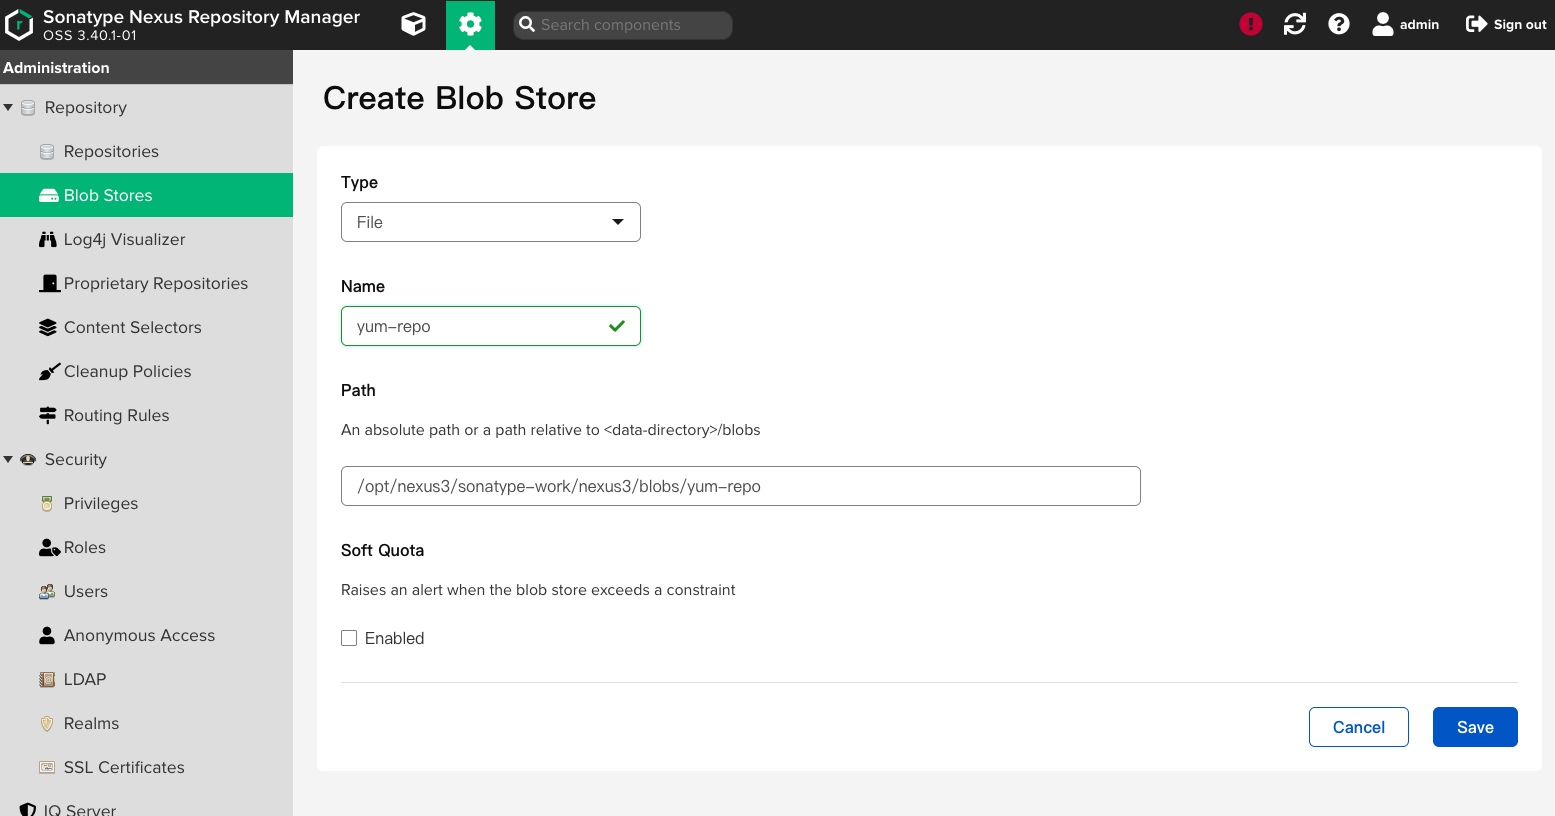 Sonatype Nexus Repository Manager
OSS 3.40.1-01
Search components
admin
Sign out
Administration
Repository
Repositories
Blob Stores
Log4j Visualizer
Proprietary Repositories
Content Selectors
Cleanup Policies
Routing Rules
Security
Privileges
Roles
Users
Anonymous Access
LDAP
Realms
SSL Certificates
IQ Server
Create Blob Store
Type
File
Name
yum-repo
Path
An absolute path or a path relative to <data-directory>/blobs
/opt/nexus3/sonatype-work/nexus3/blobs/yum-repo
Soft Quota
Raises an alert when the blob store exceeds a constraint
Enabled
Cancel
Save